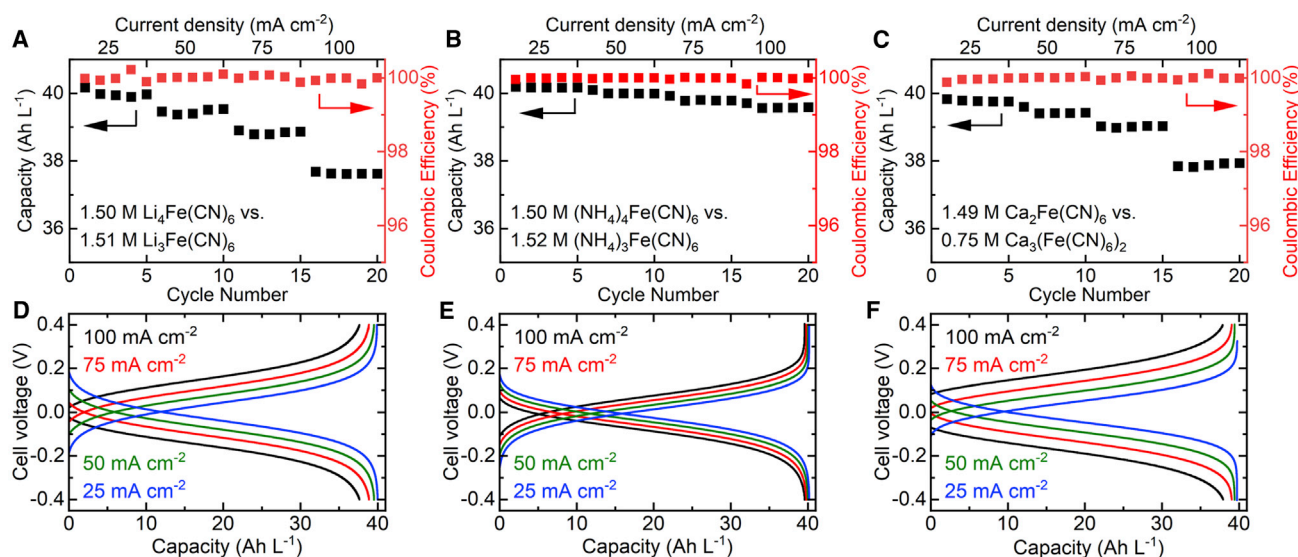 Current density (mA cm⁻²)
25 50 75 100
A
Capacity (Ah L⁻¹)
40
38
36
100
98
96
Coulombic Efficiency (%)
1.50 M Li₄Fe(CN)₆ vs.
1.51 M Li₃Fe(CN)₆
0 5 10 15 20
Cycle Number
Current density (mA cm⁻²)
25 50 75 100
B
Capacity (Ah L⁻¹)
40
38
36
100
98
96
Coulombic Efficiency (%)
1.50 M (NH₄)₄Fe(CN)₆ vs.
1.52 M (NH₄)₃Fe(CN)₆
0 5 10 15 20
Cycle Number
Current density (mA cm⁻²)
25 50 75 100
C
Capacity (Ah L⁻¹)
40
38
36
100
98
96
Coulombic Efficiency (%)
1.49 M Ca₂Fe(CN)₆ vs.
0.75 M Ca₃(Fe(CN)₆)₂
0 5 10 15 20
Cycle Number
D
Cell voltage (V)
0.4
0.2
0.0
-0.2
-0.4
100 mA cm⁻²
75 mA cm⁻²
50 mA cm⁻²
25 mA cm⁻²
0 10 20 30 40
Capacity (Ah L⁻¹)
E
Cell voltage (V)
0.4
0.2
0.0
-0.2
-0.4
100 mA cm⁻²
75 mA cm⁻²
50 mA cm⁻²
25 mA cm⁻²
0 10 20 30 40
Capacity (Ah L⁻¹)
F
Cell voltage (V)
0.4
0.2
0.0
-0.2
-0.4
100 mA cm⁻²
75 mA cm⁻²
50 mA cm⁻²
25 mA cm⁻²
0 10 20 30 40
Capacity (Ah L⁻¹)